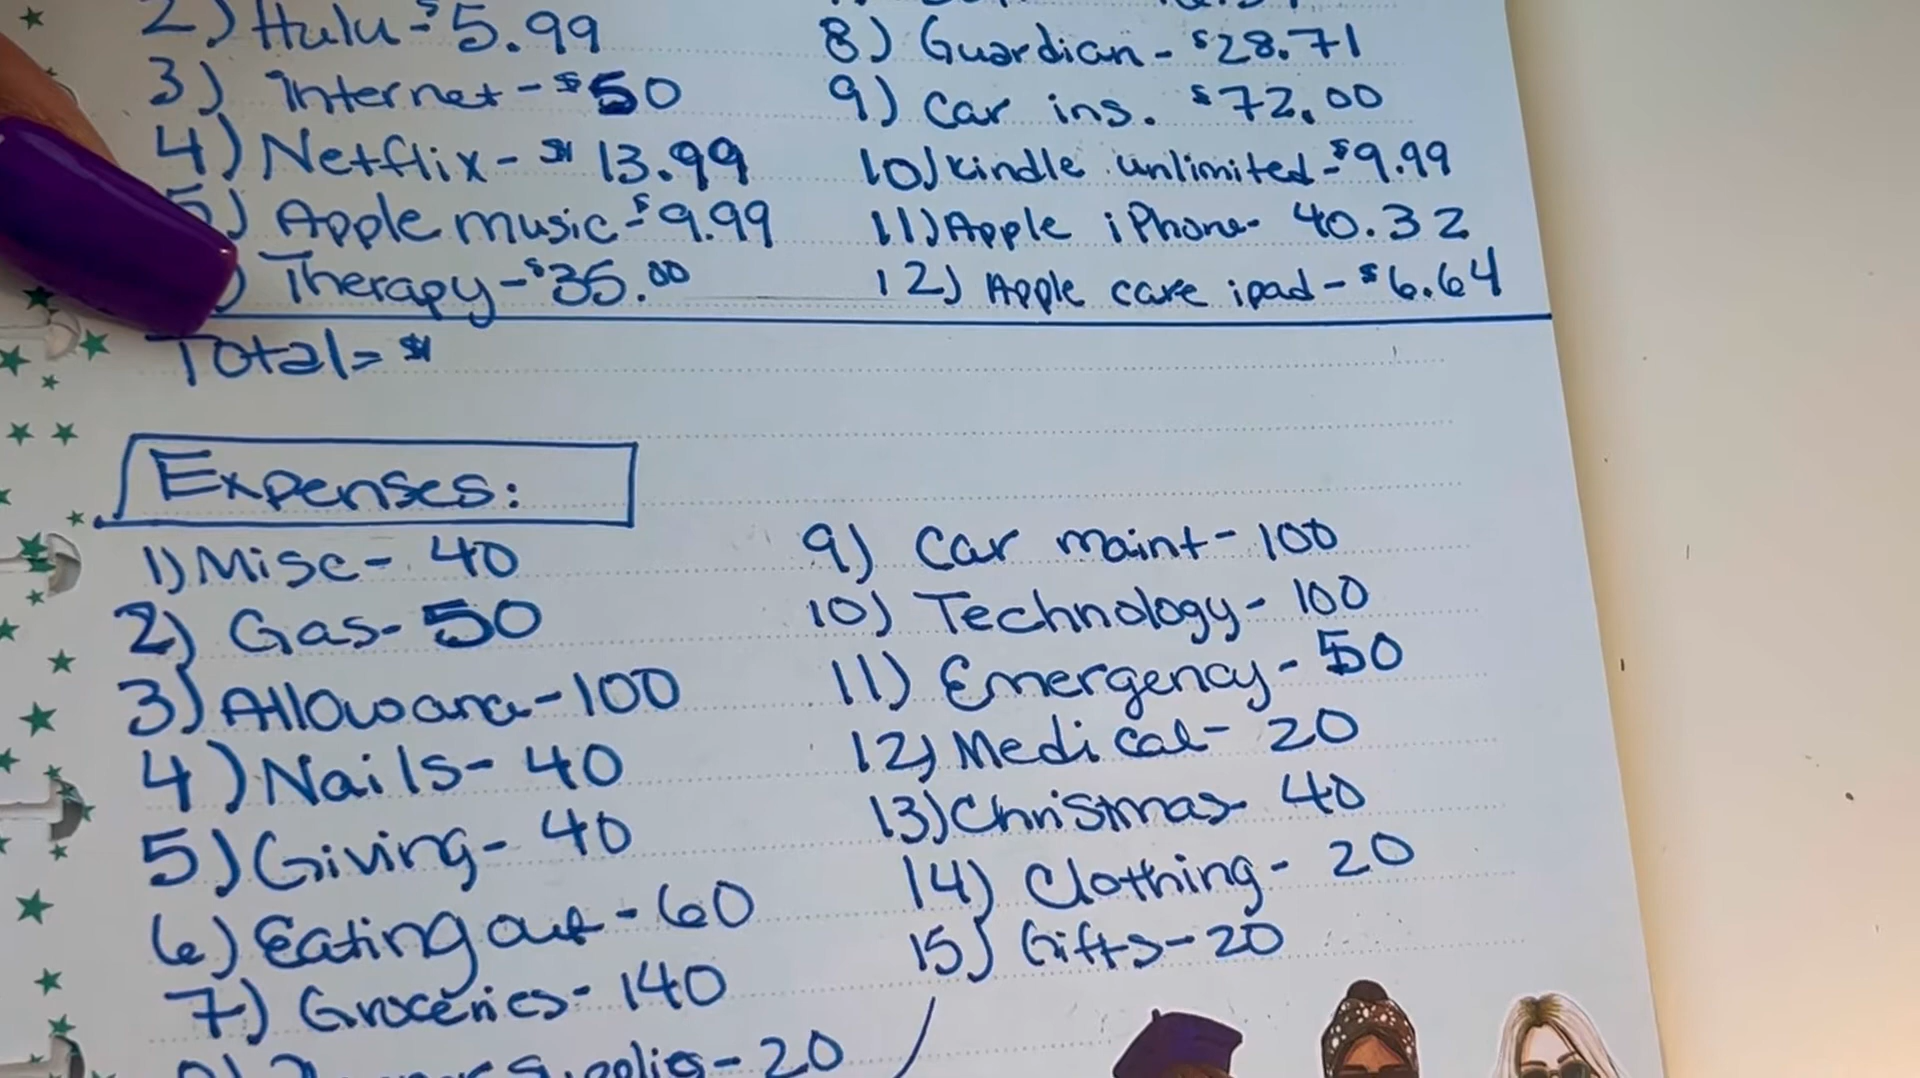 2) Hulu - $5.99
3) Internet - $50
4) Netflix - $13.99
5) Apple music - $9.99
) Therapy - $35.00
8) Guardian - $28.71
9) Car ins. $72.00
10) Kindle unlimited - $9.99
11) Apple iPhone - 40.32
12) Apple care ipad - $6.64
Total = $
Expenses:
1) Misc - 40
2) Gas - 50
3) Allowance - 100
4) Nails - 40
5) Giving - 40
6) Eating out - 60
7) Groceries - 140
- 20
9) Car maint - 100
10) Technology - 100
11) Emergency - 50
12) Medical - 20
13) Christmas - 40
14) Clothing - 20
15) Gifts - 20